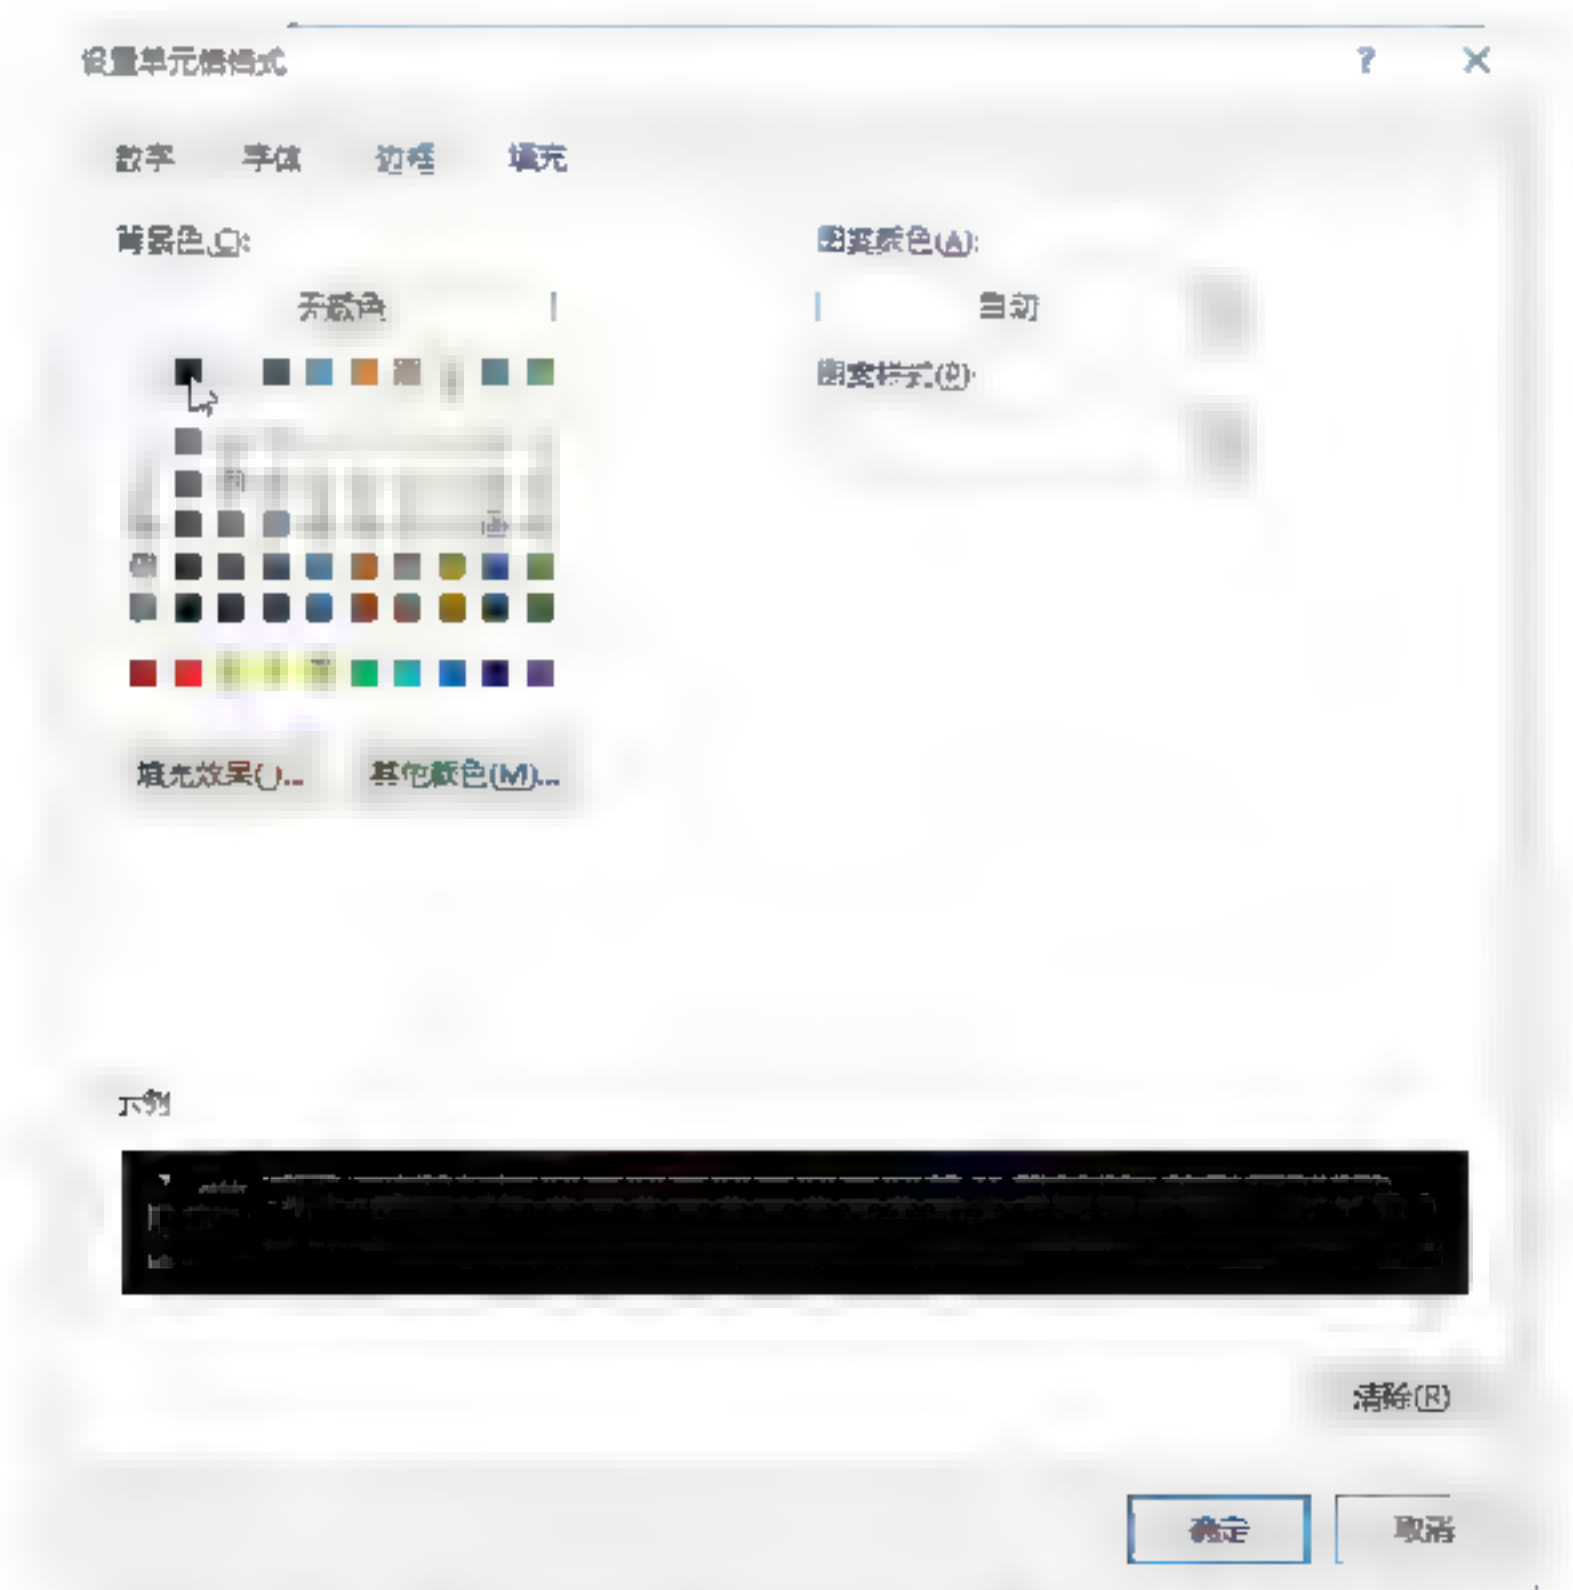 设置单元格格式 ? ×
数字 字体 边框 填充
背景色(C):
图案颜色(A):
无颜色
自动
图案样式(P):
填充效果(I)...
其他颜色(M)...
示例
清除(R)
确定 取消